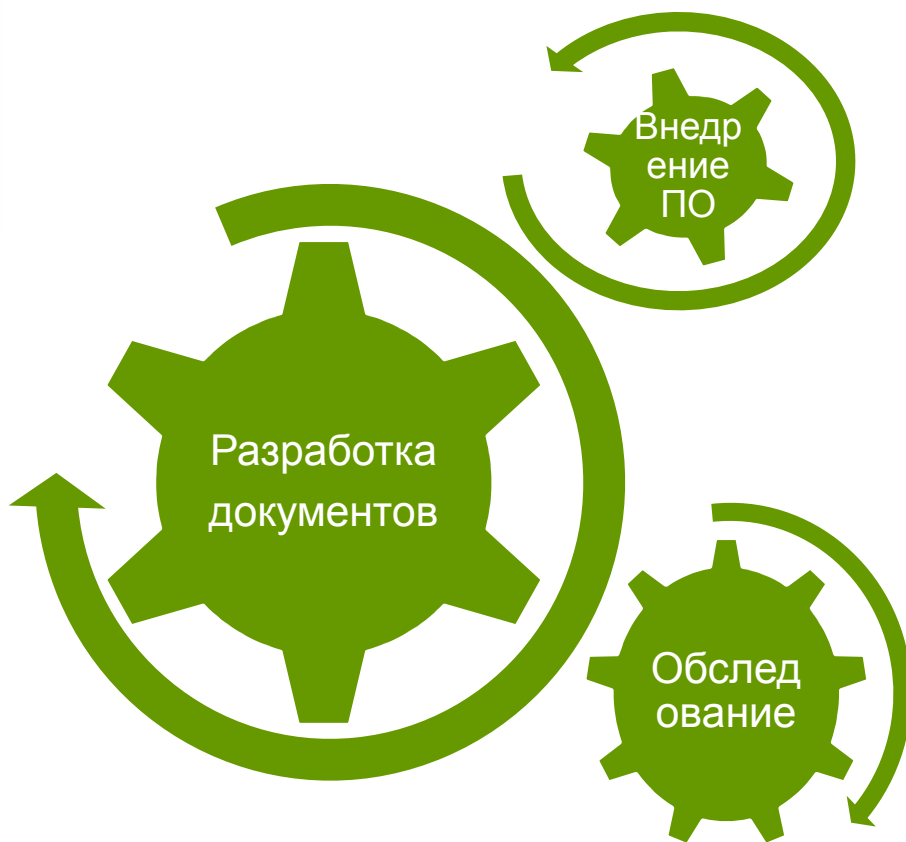 Внедр
ение
ПО
Разработка
документов
Обслед
ование